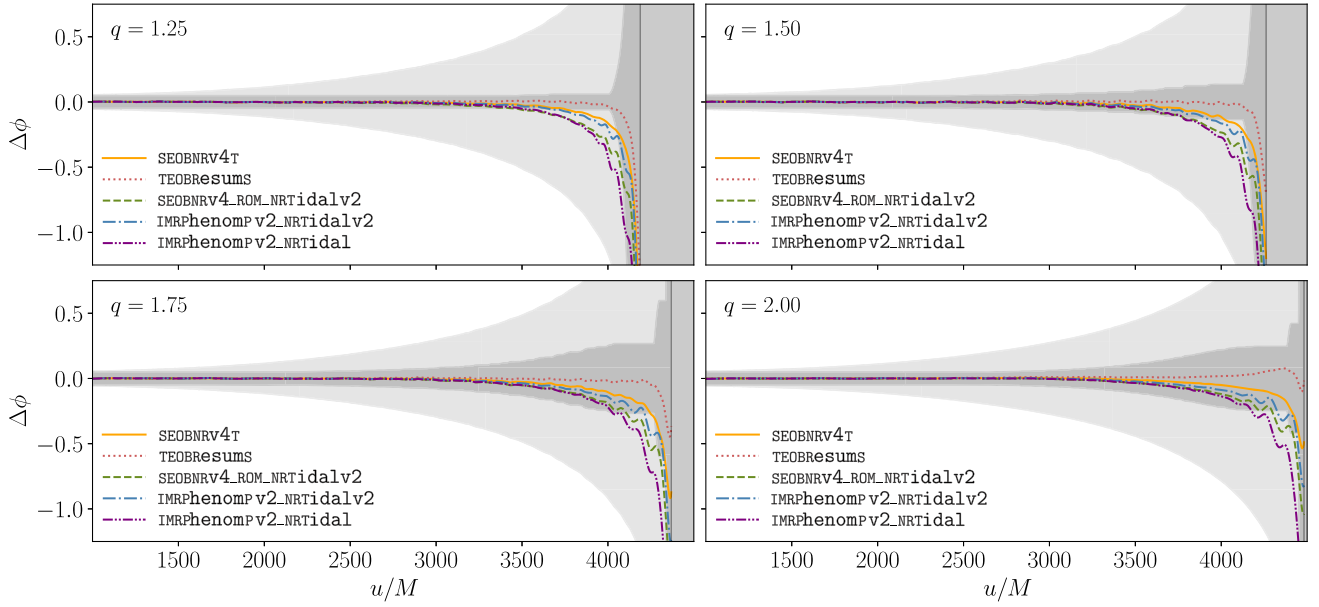 q = 1.25
q = 1.50
0.5
0.0
−0.5
−1.0
Δϕ
SEOBNRv4T
TEOBResumS
SEOBNRv4_ROM_NRTidalv2
IMRPhenomPv2_NRTidalv2
IMRPhenomPv2_NRTidal
SEOBNRv4T
TEOBResumS
SEOBNRv4_ROM_NRTidalv2
IMRPhenomPv2_NRTidalv2
IMRPhenomPv2_NRTidal
q = 1.75
q = 2.00
0.5
0.0
−0.5
−1.0
Δϕ
SEOBNRv4T
TEOBResumS
SEOBNRv4_ROM_NRTidalv2
IMRPhenomPv2_NRTidalv2
IMRPhenomPv2_NRTidal
SEOBNRv4T
TEOBResumS
SEOBNRv4_ROM_NRTidalv2
IMRPhenomPv2_NRTidalv2
IMRPhenomPv2_NRTidal
1500 2000 2500 3000 3500 4000
1500 2000 2500 3000 3500 4000
u/M
u/M